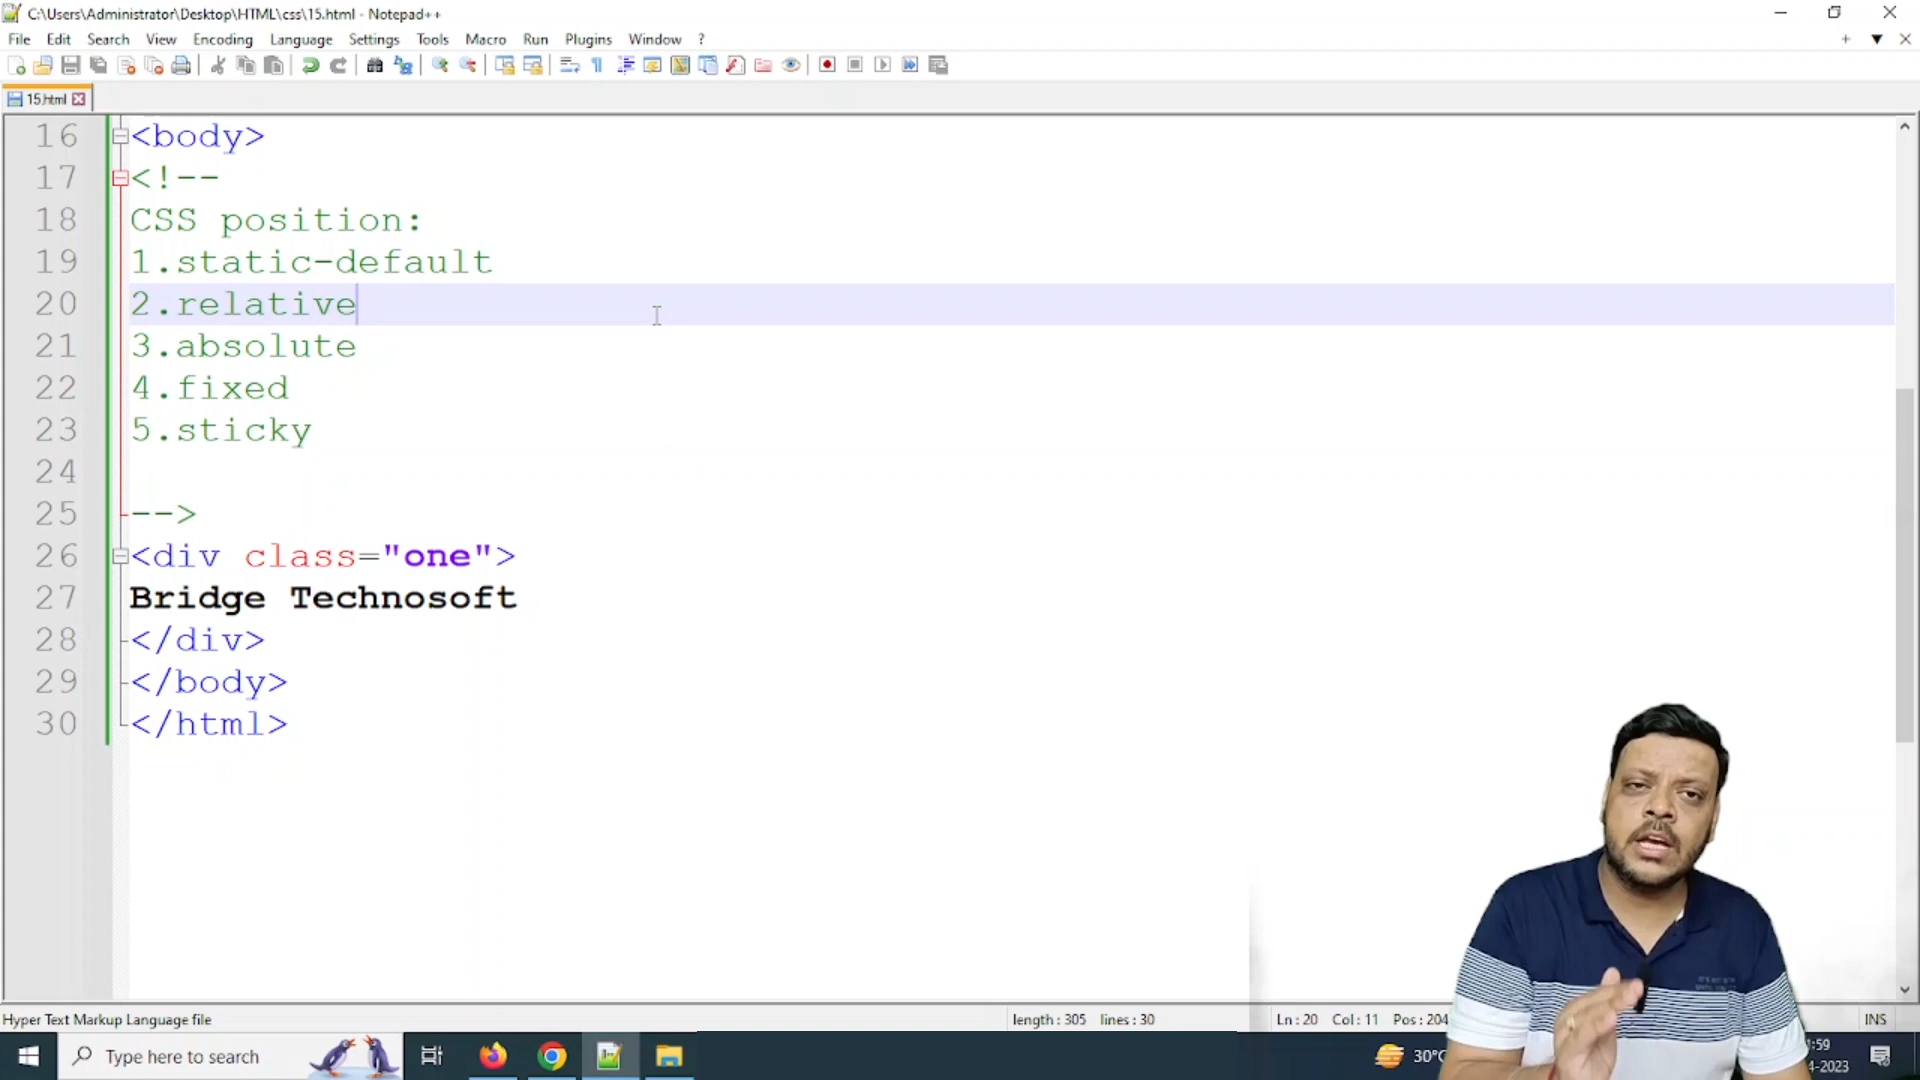 C:\Users\Administrator\Desktop\HTML\css\15.html - Notepad++
File Edit Search View Encoding Language Settings Tools Macro Run Plugins Window ?
15.html
16 <body>
17 <!--
18 CSS position:
19 1.static-default
20 2.relative
21 3.absolute
22 4.fixed
23 5.sticky
24
25 -->
26 <div class="one">
27 Bridge Technosoft
28 </div>
29 </body>
30 </html>
Hyper Text Markup Language file length : 305 lines : 30 Ln : 20 Col : 11 Pos : 204 INS
Type here to search 30°C :59
-2023